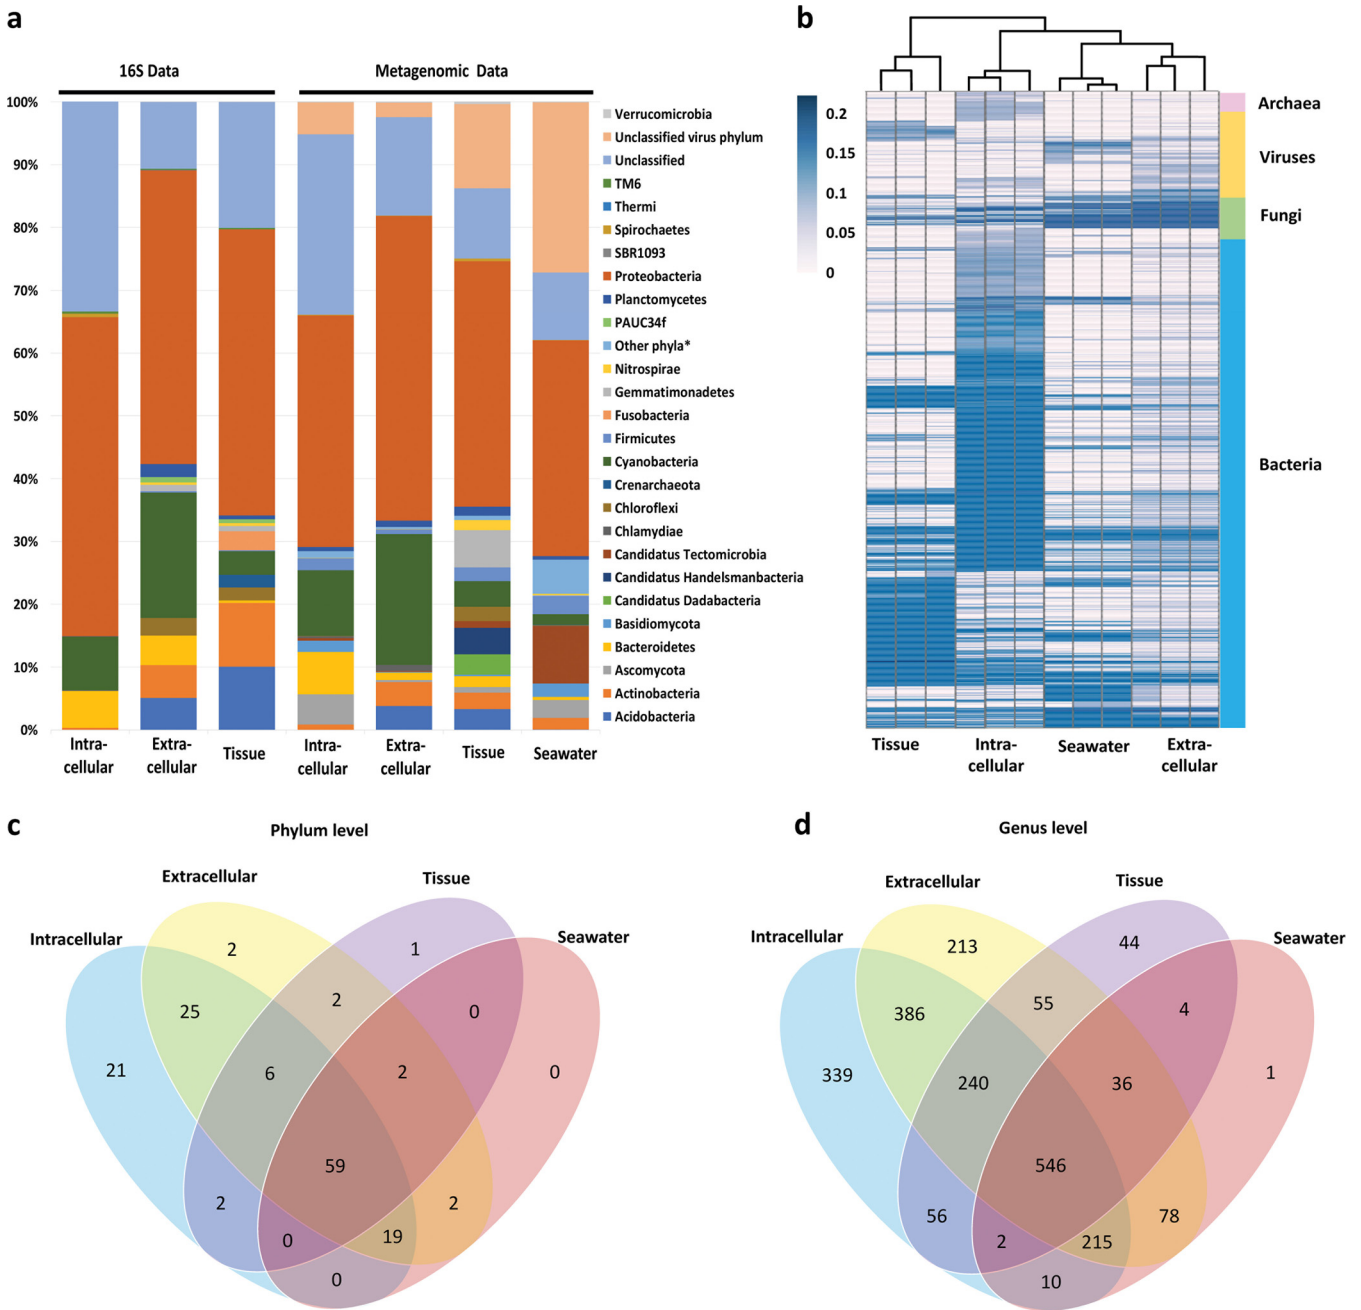 a
16S Data
Metagenomic Data
100%
90%
80%
70%
60%
50%
40%
30%
20%
10%
0%
Intra-
cellular
Extra-
cellular
Tissue
Intra-
cellular
Extra-
cellular
Tissue
Seawater
Verrucomicrobia
Unclassified virus phylum
Unclassified
TM6
Thermi
Spirochaetes
SBR1093
Proteobacteria
Planctomycetes
PAUC34f
Other phyla*
Nitrospirae
Gemmatimonadetes
Fusobacteria
Firmicutes
Cyanobacteria
Crenarchaeota
Chloroflexi
Chlamydiae
Candidatus Tectomicrobia
Candidatus Handelsmanbacteria
Candidatus Dadabacteria
Basidiomycota
Bacteroidetes
Ascomycota
Actinobacteria
Acidobacteria
b
0.2
0.15
0.1
0.05
0
Archaea
Viruses
Fungi
Bacteria
Tissue
Intra-
cellular
Seawater
Extra-
cellular
c
Phylum level
Extracellular
Tissue
Intracellular
Seawater
2
1
25
2
0
21
6
2
0
59
2
2
0
19
0
d
Genus level
Extracellular
Tissue
Intracellular
Seawater
213
44
386
55
4
339
240
36
1
546
56
78
2
215
10